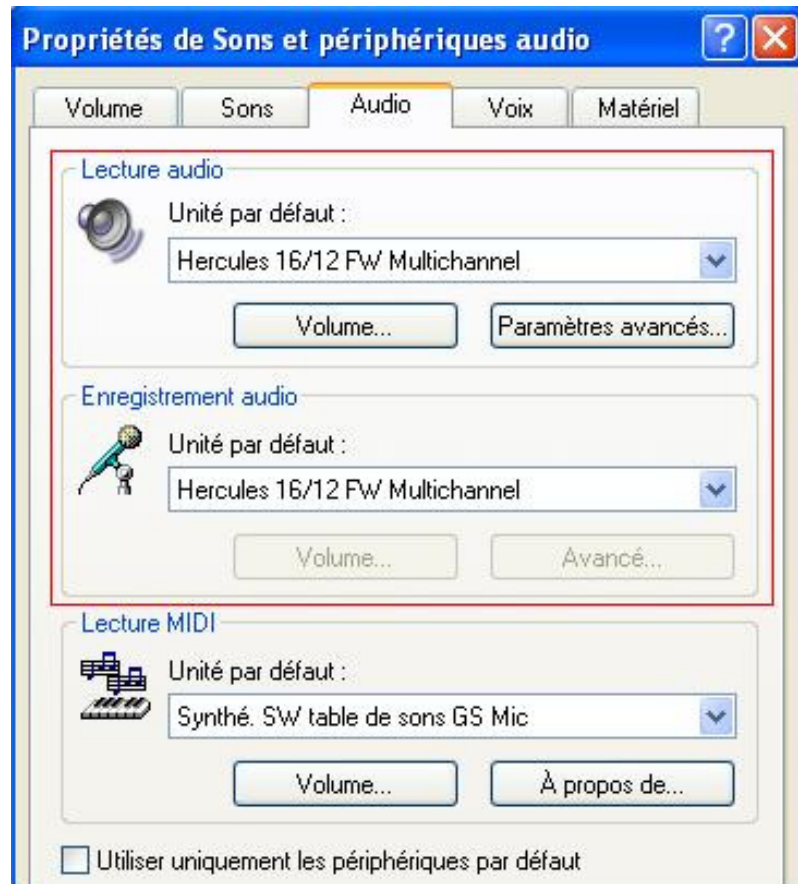 Propriétés de Sons et périphériques audio
Volume
Sons
Audio
Voix
Matériel
Lecture audio
Unité par défaut :
Hercules 16/12 FW Multichannel
Volume...
Paramètres avancés...
Enregistrement audio
Unité par défaut :
Hercules 16/12 FW Multichannel
Volume...
Avancé...
Lecture MIDI
Unité par défaut :
Synthé. SW table de sons GS Mic
Volume...
À propos de...
Utiliser uniquement les périphériques par défaut